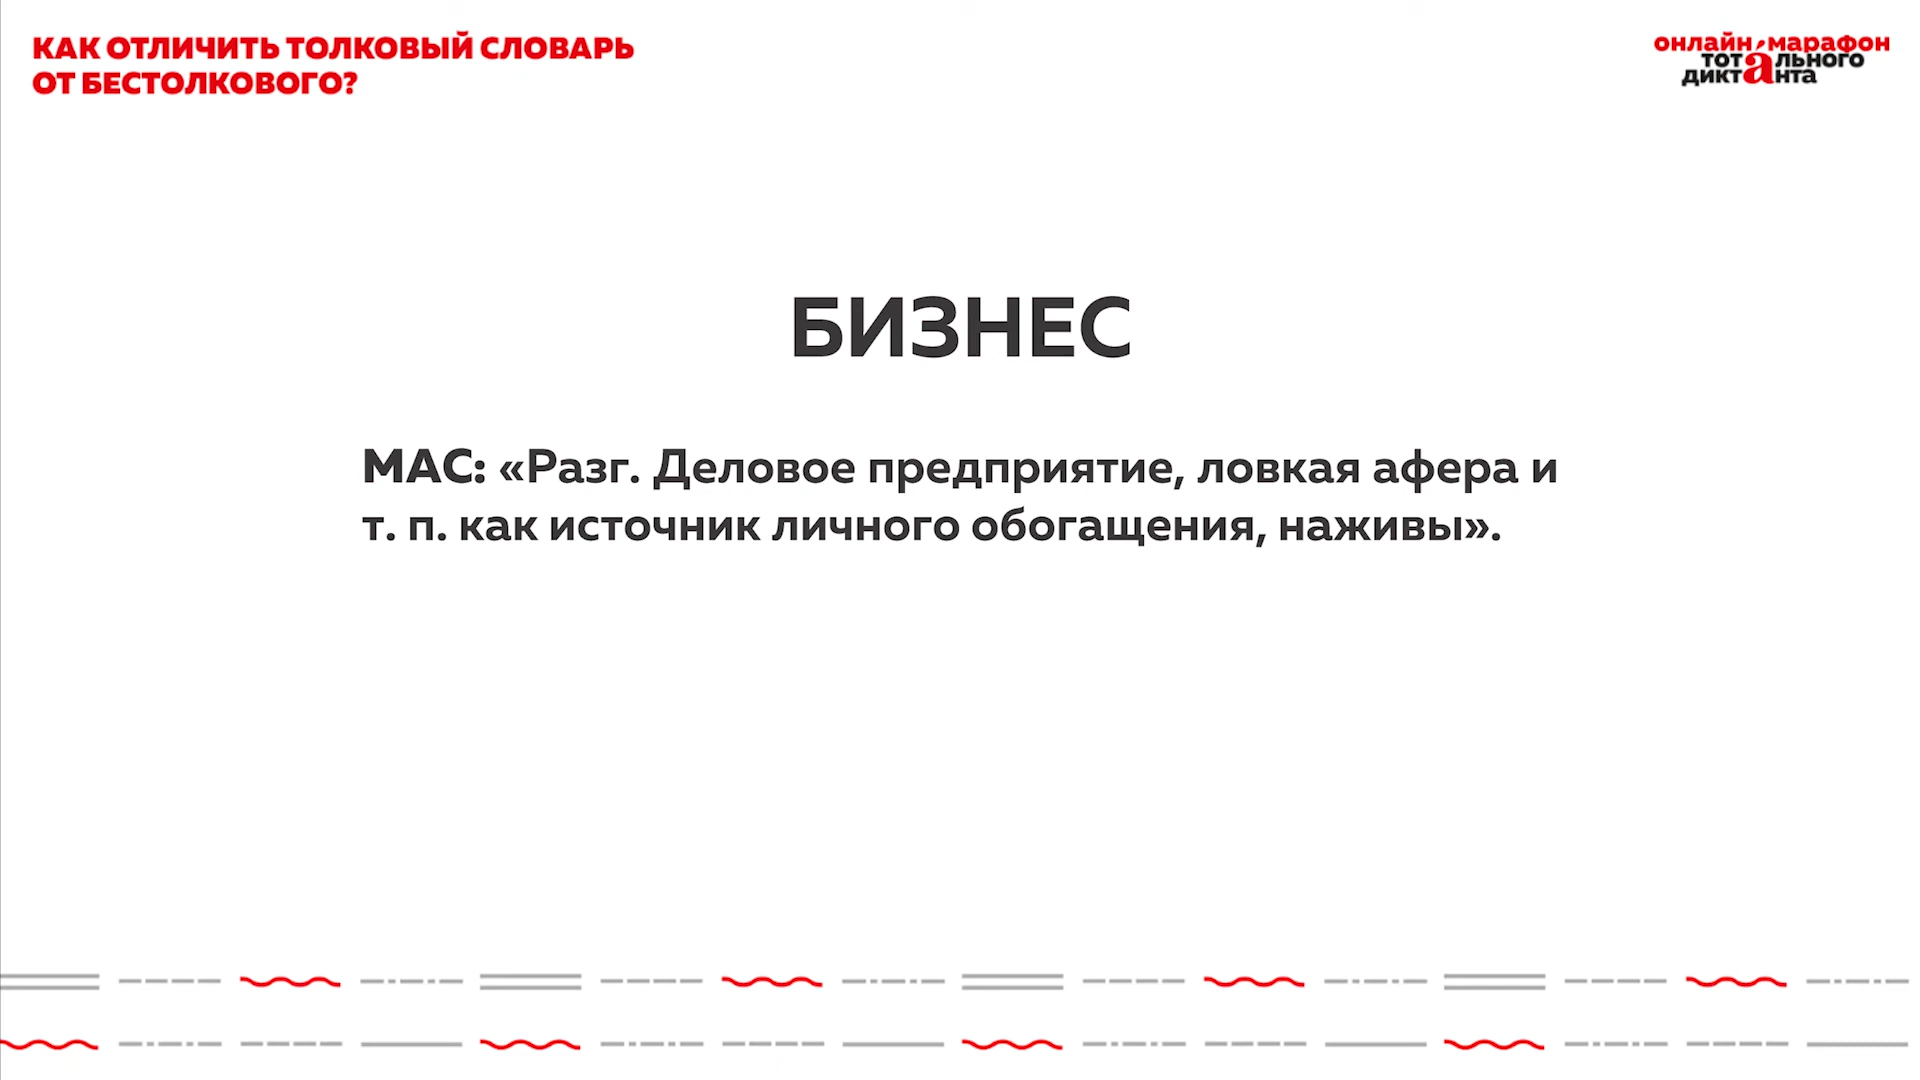 КАК ОТЛИЧИТЬ ТОЛКОВЫЙ СЛОВАРЬ
ОТ БЕСТОЛКОВОГО?
онлайн-марафон
тотального
диктанта
БИЗНЕС
МАС: «Разг. Деловое предприятие, ловкая афера и
т. п. как источник личного обогащения, наживы».